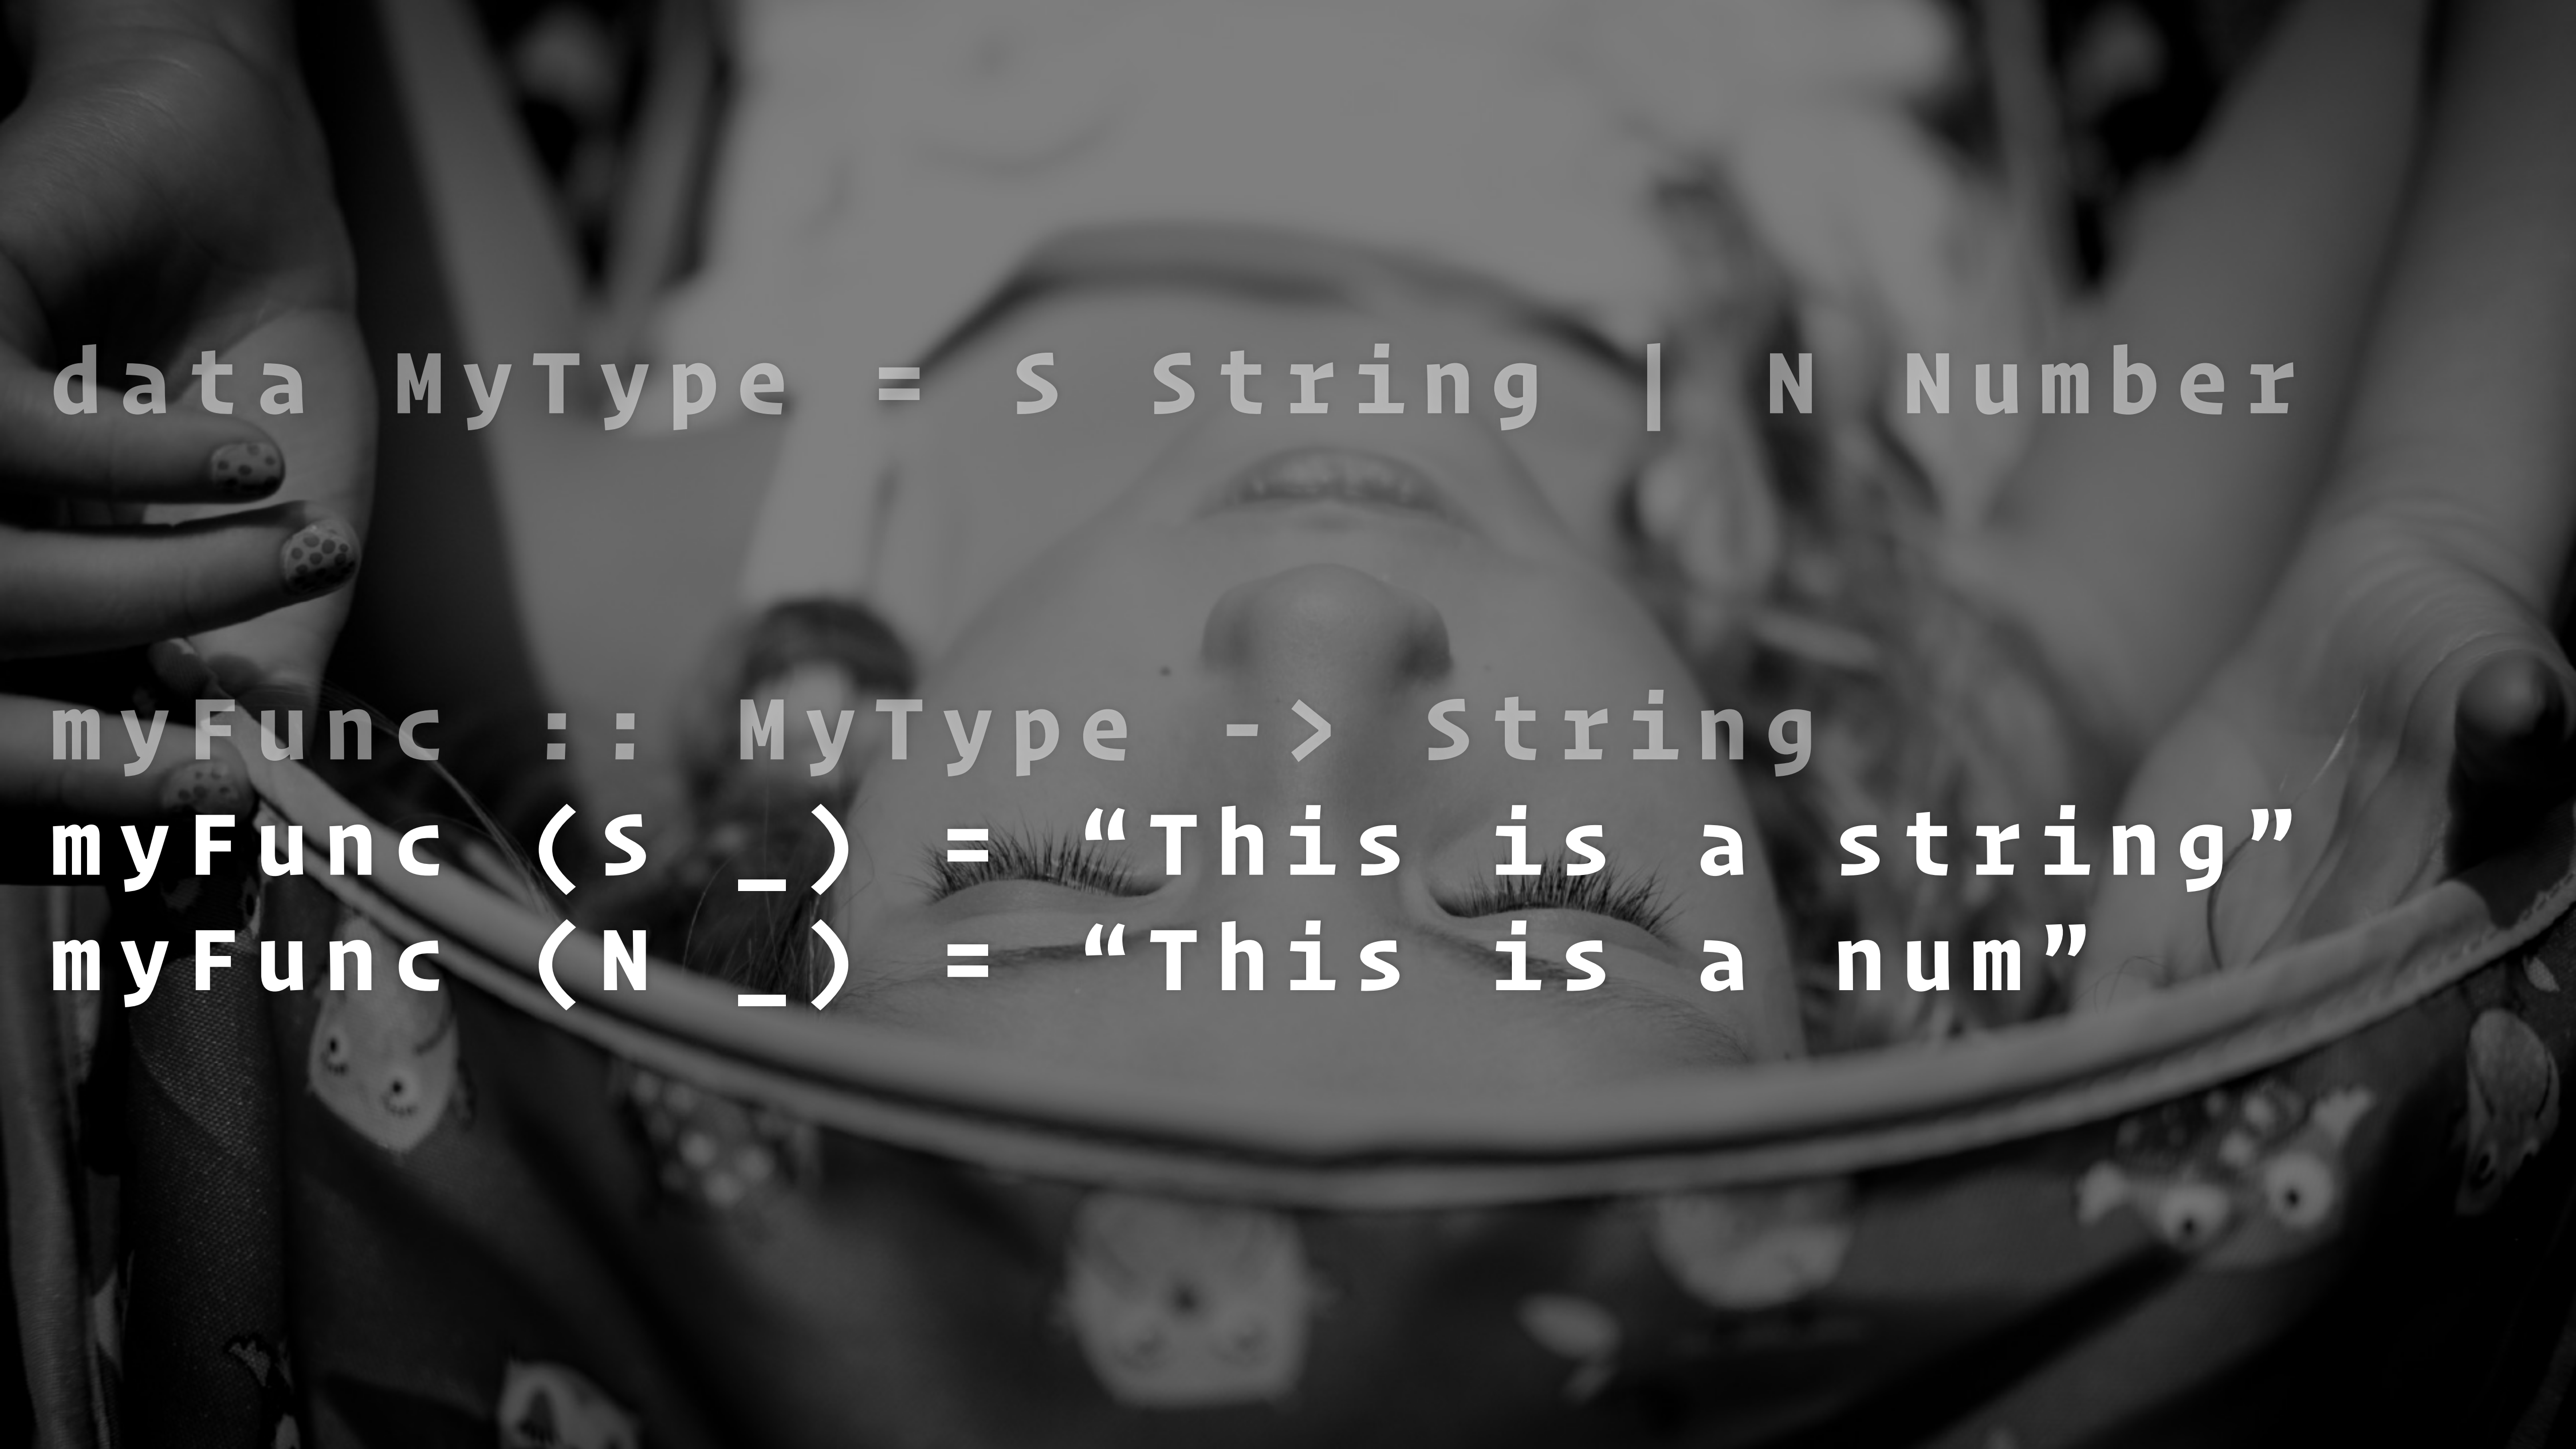 data MyType = S String | N Number
myFunc :: MyType -> String
myFunc (S _) = “This is a string”
myFunc (N _) = “This is a num”